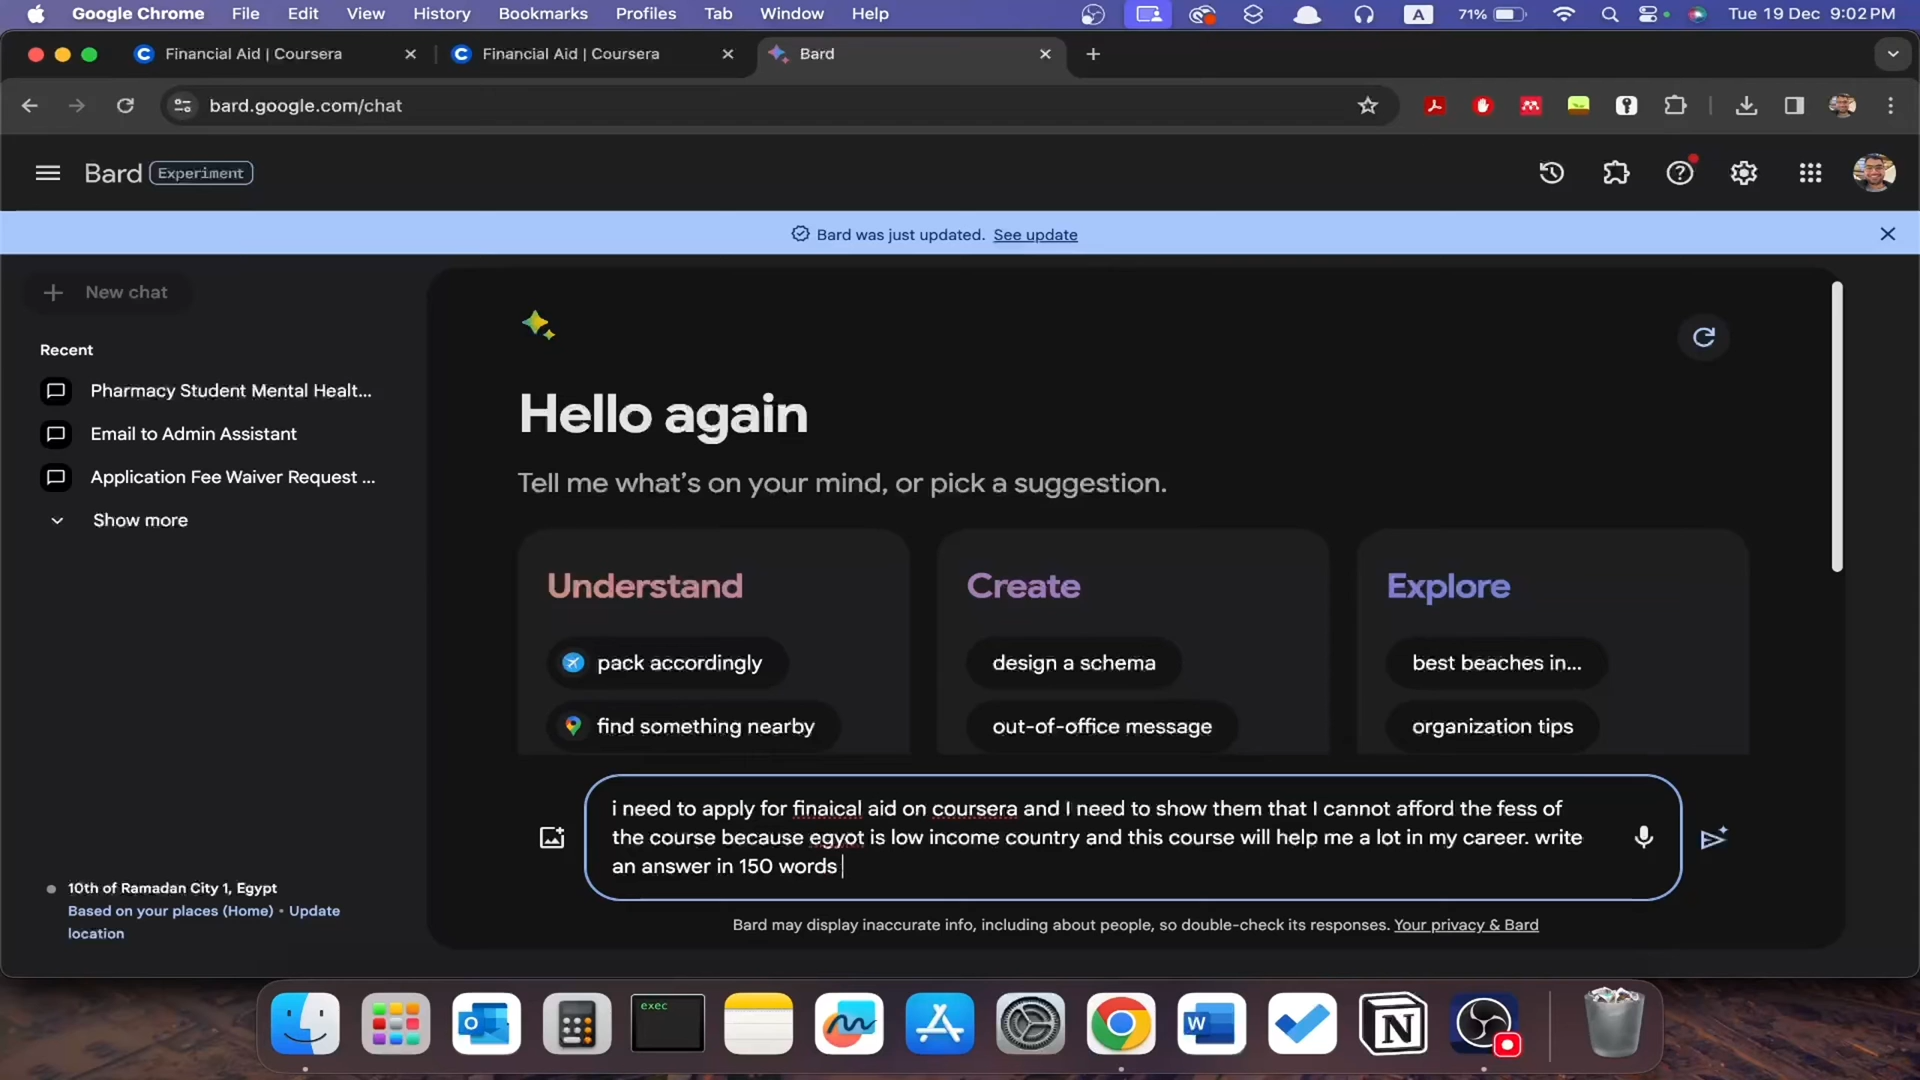 Google Chrome File Edit View History Bookmarks Profiles Tab Window Help A 71% Tue 19 Dec 9:02 PM
Financial Aid | Coursera Financial Aid | Coursera Bard
bard.google.com/chat
Bard Experiment
Bard was just updated. See update
New chat
Recent
Pharmacy Student Mental Healt...
Email to Admin Assistant
Application Fee Waiver Request ...
Show more
10th of Ramadan City 1, Egypt
Based on your places (Home) • Update
location
Hello again
Tell me what's on your mind, or pick a suggestion.
Understand
pack accordingly
find something nearby
Create
design a schema
out-of-office message
Explore
best beaches in...
organization tips
i need to apply for finaical aid on coursera and I need to show them that I cannot afford the fess of
the course because egyot is low income country and this course will help me a lot in my career. write
an answer in 150 words
Bard may display inaccurate info, including about people, so double-check its responses. Your privacy & Bard
exec